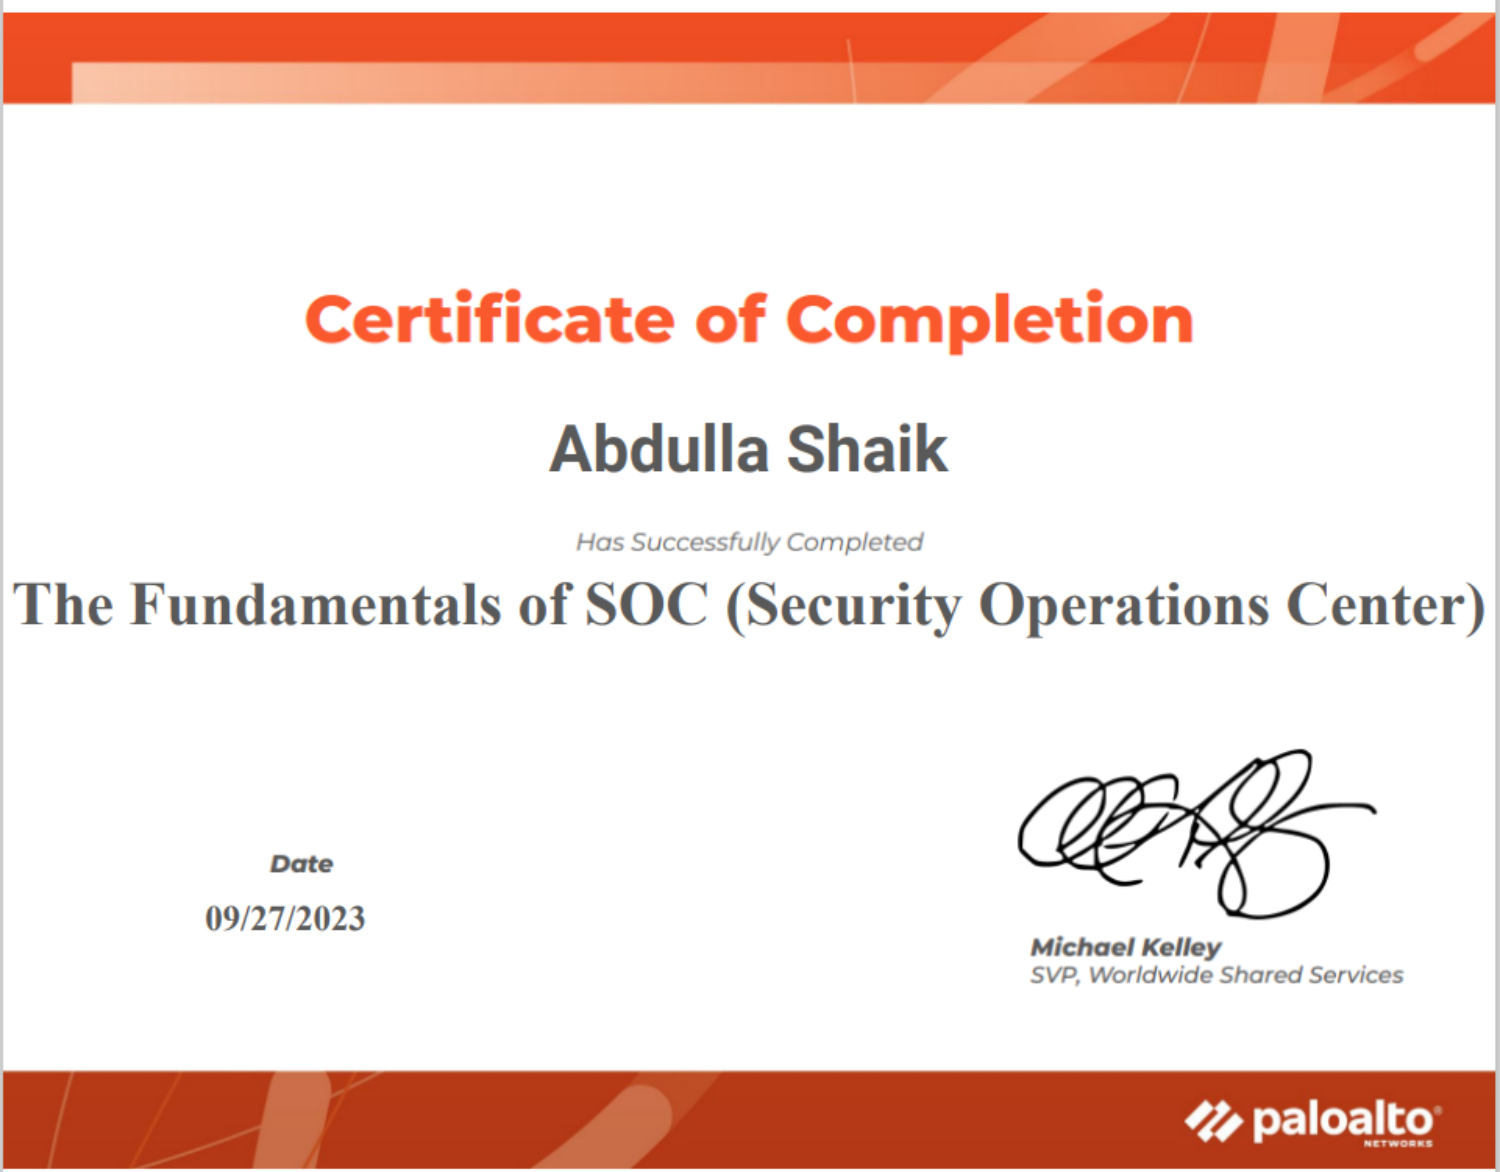 Certificate of Completion
Abdulla Shaik
Has Successfully Completed
The Fundamentals of SOC (Security Operations Center)
Date
09/27/2023
Michael Kelley
SVP, Worldwide Shared Services
paloalto®
NETWORKS